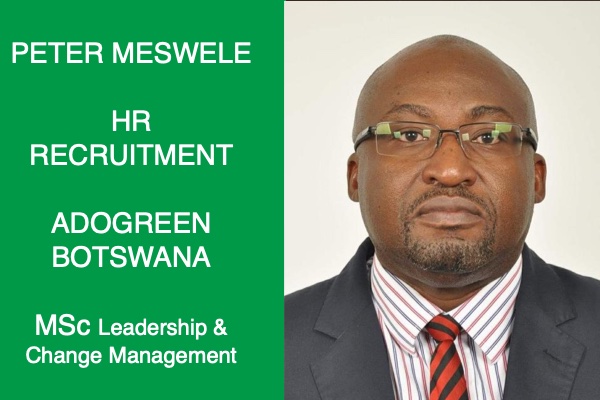 PETER MESWELE
HR
RECRUITMENT
ADOGREEN
BOTSWANA
MSc Leadership &
Change Management